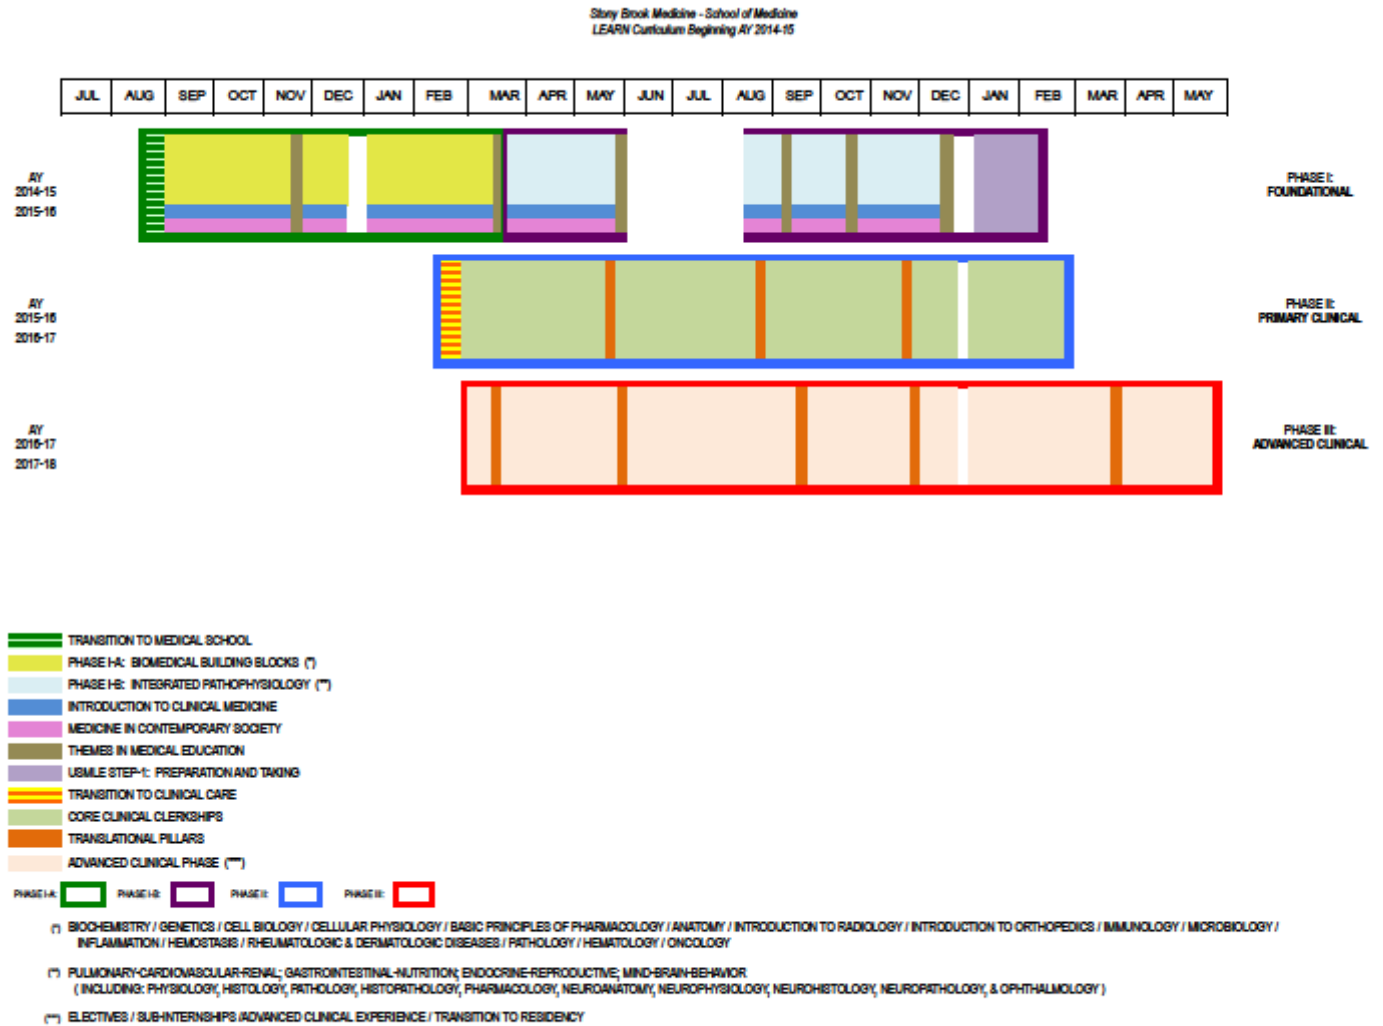 Stony Brook Medicine - School of Medicine
LEARN Curriculum Beginning AY 2014-15
JUL AUG SEP OCT NOV DEC JAN FEB MAR APR MAY JUN JUL AUG SEP OCT NOV DEC JAN FEB MAR APR MAY
AY
2014-15
2015-16
PHASE I:
FOUNDATIONAL
AY
2015-16
2016-17
PHASE II:
PRIMARY CLINICAL
AY
2016-17
2017-18
PHASE III:
ADVANCED CLINICAL
TRANSITION TO MEDICAL SCHOOL
PHASE I-A: BIOMEDICAL BUILDING BLOCKS (*)
PHASE I-B: INTEGRATED PATHOPHYSIOLOGY (**)
INTRODUCTION TO CLINICAL MEDICINE
MEDICINE IN CONTEMPORARY SOCIETY
THEMES IN MEDICAL EDUCATION
USMLE STEP-1: PREPARATION AND TAKING
TRANSITION TO CLINICAL CARE
CORE CLINICAL CLERKSHIPS
TRANSLATIONAL PILLARS
ADVANCED CLINICAL PHASE (***)
PHASE I-A: PHASE I-B: PHASE II: PHASE III:
(*) BIOCHEMISTRY / GENETICS / CELL BIOLOGY / CELLULAR PHYSIOLOGY / BASIC PRINCIPLES OF PHARMACOLOGY / ANATOMY / INTRODUCTION TO RADIOLOGY / INTRODUCTION TO ORTHOPEDICS / IMMUNOLOGY / MICROBIOLOGY /
INFLAMMATION / HEMOSTASIS / RHEUMATOLOGIC & DERMATOLOGIC DISEASES / PATHOLOGY / HEMATOLOGY / ONCOLOGY
(**) PULMONARY-CARDIOVASCULAR-RENAL; GASTROINTESTINAL-NUTRITION; ENDOCRINE-REPRODUCTIVE; MIND-BRAIN-BEHAVIOR
( INCLUDING: PHYSIOLOGY, HISTOLOGY, PATHOLOGY, HISTOPATHOLOGY, PHARMACOLOGY, NEUROANATOMY, NEUROPHYSIOLOGY, NEUROHISTOLOGY, NEUROPATHOLOGY, & OPHTHALMOLOGY )
(***) ELECTIVES / SUB-INTERNSHIPS /ADVANCED CLINICAL EXPERIENCE / TRANSITION TO RESIDENCY